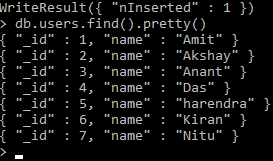 WriteResult({ "nInserted" : 1 })
> db.users.find().pretty()
{ "_id" : 1, "name" : "Amit" }
{ "_id" : 2, "name" : "Akshay" }
{ "_id" : 3, "name" : "Anant" }
{ "_id" : 4, "name" : "Das" }
{ "_id" : 5, "name" : "harendra" }
{ "_id" : 6, "name" : "Kiran" }
{ "_id" : 7, "name" : "Nitu" }
>